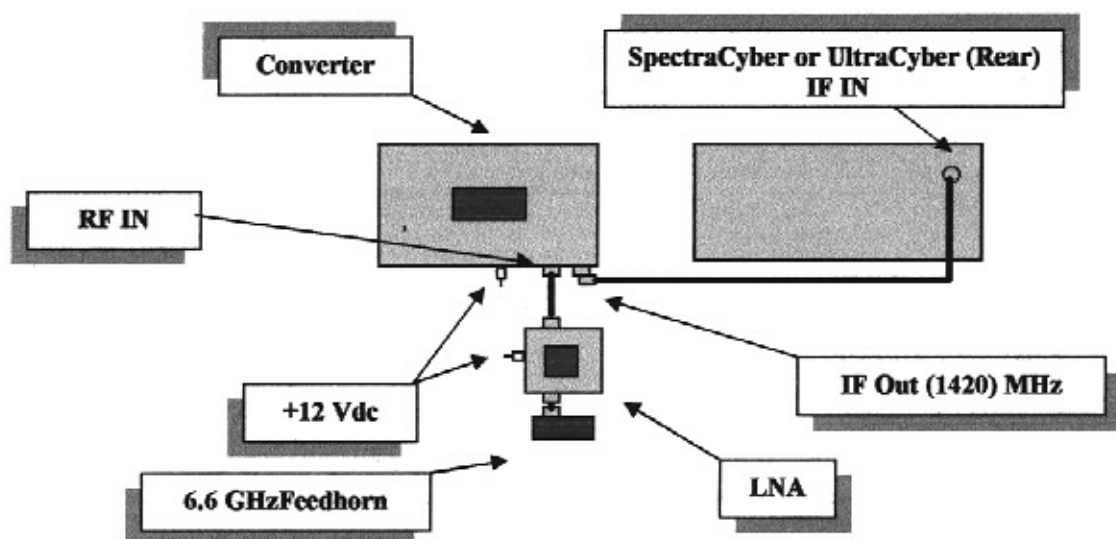 Converter
SpectraCyber or UltraCyber (Rear)
IF IN
RF IN
+12 Vdc
IF Out (1420) MHz
6.6 GHzFeedhorn
LNA